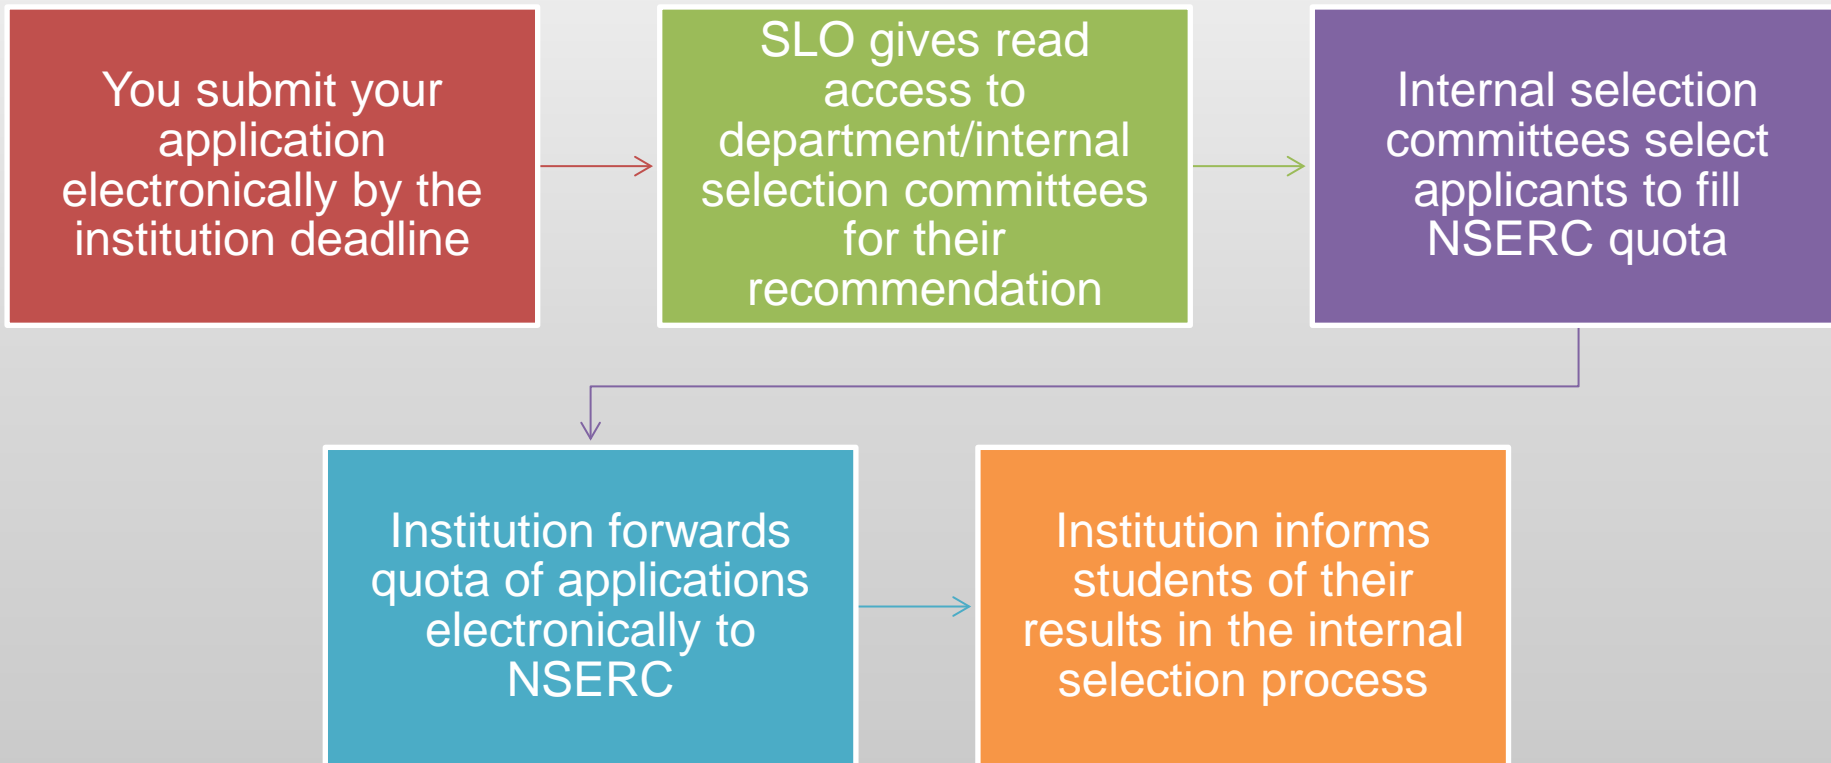 You submit your
application
electronically by the
institution deadline
SLO gives read
access to
department/internal
selection committees
for their
recommendation
Internal selection
committees select
applicants to fill
NSERC quota
Institution forwards
quota of applications
electronically to
NSERC
Institution informs
students of their
results in the internal
selection process